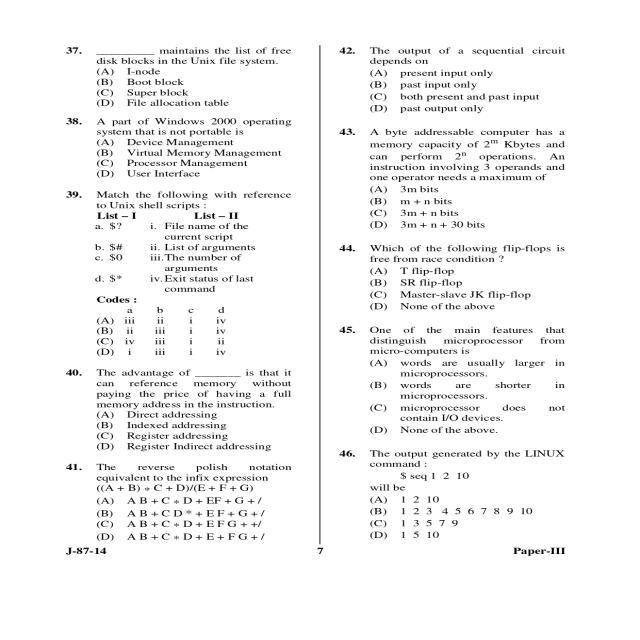 37. __________ maintains the list of free
disk blocks in the Unix file system.
(A) I-node
(B) Boot block
(C) Super block
(D) File allocation table
38. A part of Windows 2000 operating
system that is not portable is
(A) Device Management
(B) Virtual Memory Management
(C) Processor Management
(D) User Interface
39. Match the following with reference
to Unix shell scripts :
List – I List – II
a. $? i. File name of the
current script
b. $# ii. List of arguments
c. $0 iii. The number of
arguments
d. $* iv. Exit status of last
command
Codes :
a b c d
(A) iii ii i iv
(B) ii iii i iv
(C) iv iii i ii
(D) i iii ii iv
40. The advantage of ________ is that it
can reference memory without
paying the price of having a full
memory address in the instruction.
(A) Direct addressing
(B) Indexed addressing
(C) Register addressing
(D) Register Indirect addressing
41. The reverse polish notation
equivalent to the infix expression
((A + B) ∗ C + D)/(E + F + G)
(A) A B + C ∗ D + EF + G + /
(B) A B + C D * + E F + G + /
(C) A B + C ∗ D + E F G + +/
(D) A B + C ∗ D + E + F G + /
42. The output of a sequential circuit
depends on
(A) present input only
(B) past input only
(C) both present and past input
(D) past output only
43. A byte addressable computer has a
memory capacity of 2ᵐ Kbytes and
can perform 2ⁿ operations. An
instruction involving 3 operands and
one operator needs a maximum of
(A) 3m bits
(B) m + n bits
(C) 3m + n bits
(D) 3m + n + 30 bits
44. Which of the following flip-flops is
free from race condition ?
(A) T flip-flop
(B) SR flip-flop
(C) Master-slave JK flip-flop
(D) None of the above
45. One of the main features that
distinguish microprocessor from
micro-computers is
(A) words are usually larger in
microprocessors.
(B) words are shorter in
microprocessors.
(C) microprocessor does not
contain I/O devices.
(D) None of the above.
46. The output generated by the LINUX
command :
$ seq 1 2 10
will be
(A) 1 2 10
(B) 1 2 3 4 5 6 7 8 9 10
(C) 1 3 5 7 9
(D) 1 5 10
J-87-14 7 Paper-III